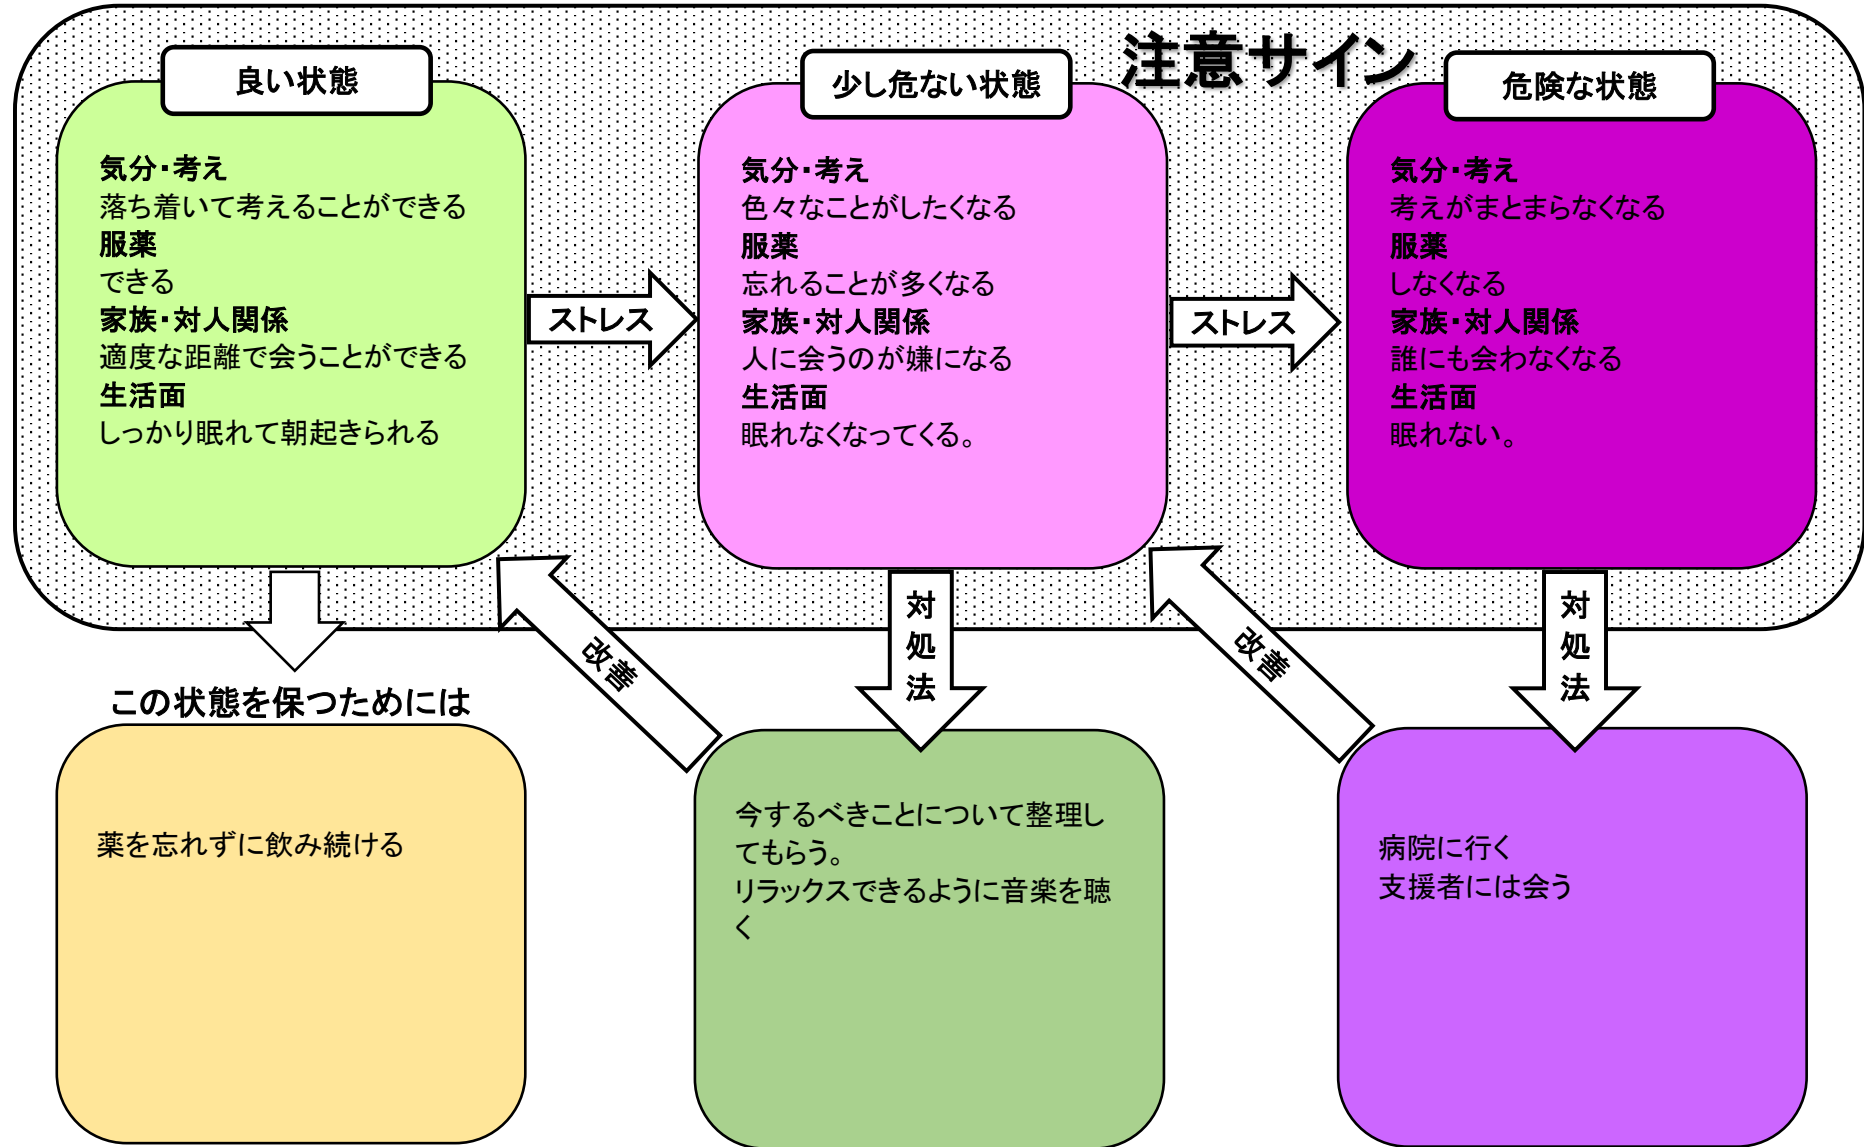 注意サイン
良い状態
気分・考え
落ち着いて考えることができる
服薬
できる
家族・対人関係
適度な距離で会うことができる
生活面
しっかり眠れて朝起きられる
ストレス
少し危ない状態
気分・考え
色々なことがしたくなる
服薬
忘れることが多くなる
家族・対人関係
人に会うのが嫌になる
生活面
眠れなくなってくる。
ストレス
危険な状態
気分・考え
考えがまとまらなくなる
服薬
しなくなる
家族・対人関係
誰にも会わなくなる
生活面
眠れない。
改善
対処法
改善
対処法
この状態を保つためには
薬を忘れずに飲み続ける
今するべきことについて整理し
てもらう。
リラックスできるように音楽を聴
く
病院に行く
支援者には会う